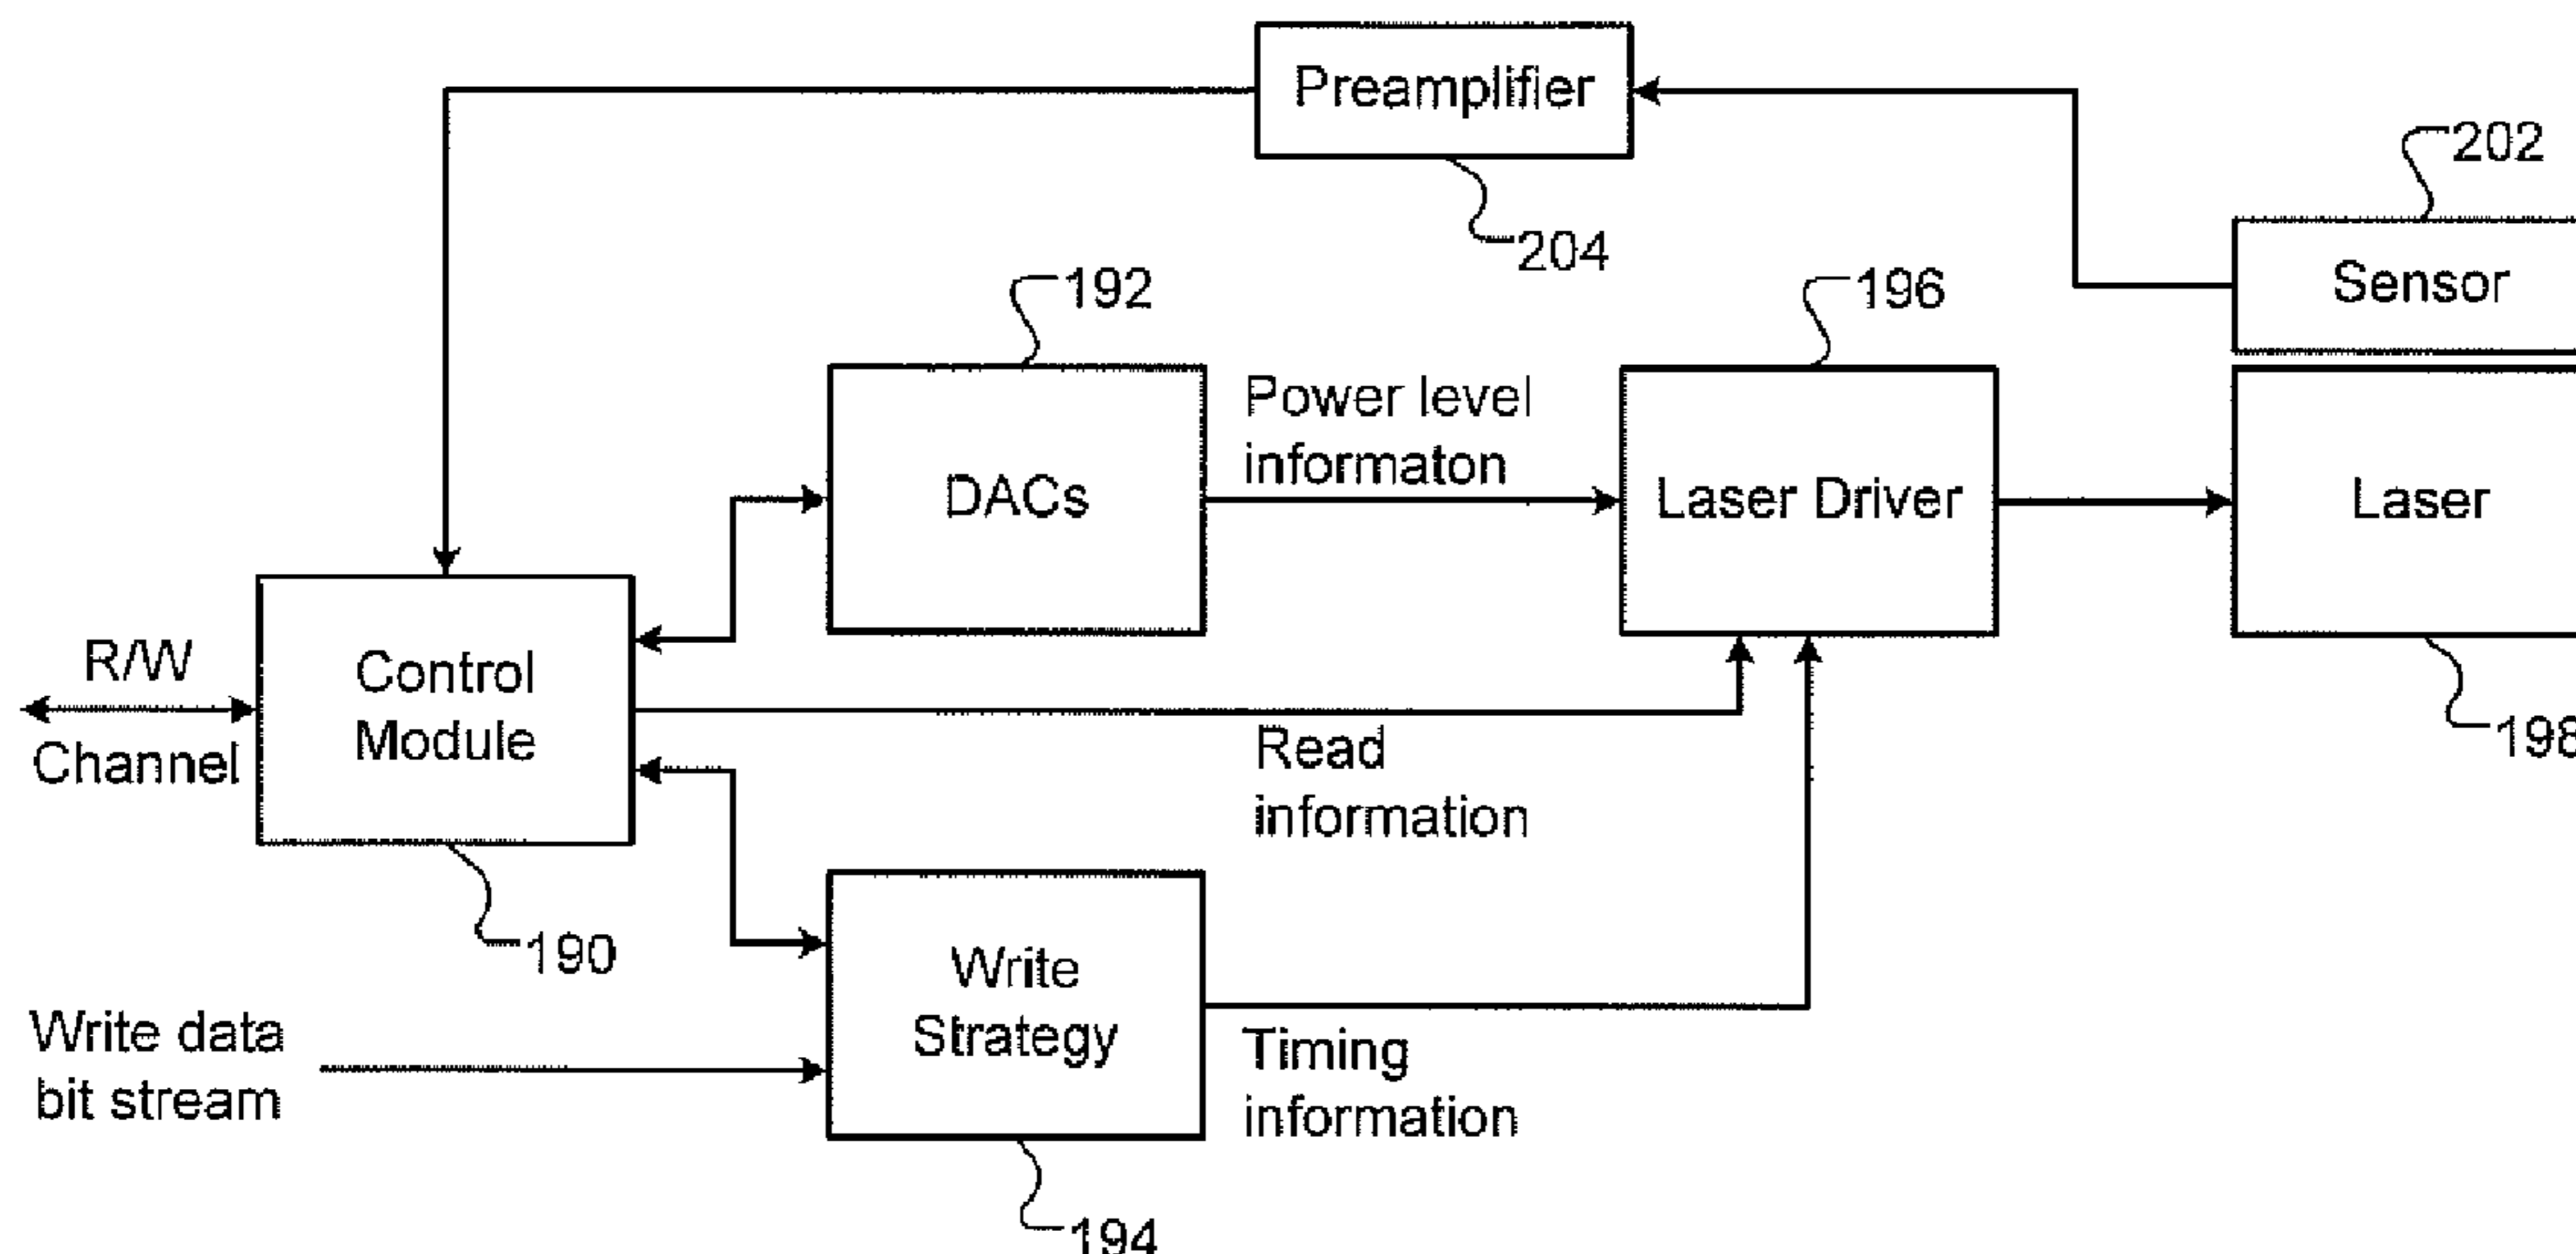 Preamplifier
202
204
Sensor
192
196
Power level
informaton
DACs
Laser Driver
Laser
R/W
Channel
Control
Module
Read
information
198
190
Write
Strategy
Write data
bit stream
Timing
information
194